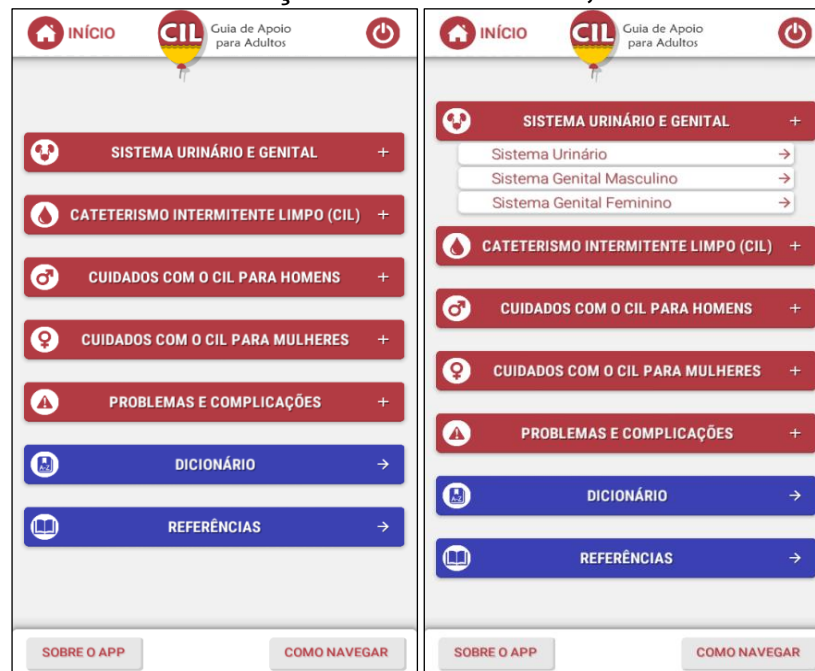 INÍCIO
CIL
Guia de Apoio
para Adultos
SISTEMA URINÁRIO E GENITAL +
CATETERISMO INTERMITENTE LIMPO (CIL) +
CUIDADOS COM O CIL PARA HOMENS +
CUIDADOS COM O CIL PARA MULHERES +
PROBLEMAS E COMPLICAÇÕES +
A-Z
DICIONÁRIO →
REFERÊNCIAS →
SOBRE O APP
COMO NAVEGAR
INÍCIO
CIL
Guia de Apoio
para Adultos
SISTEMA URINÁRIO E GENITAL +
Sistema Urinário →
Sistema Genital Masculino →
Sistema Genital Feminino →
CATETERISMO INTERMITENTE LIMPO (CIL) +
CUIDADOS COM O CIL PARA HOMENS +
CUIDADOS COM O CIL PARA MULHERES +
PROBLEMAS E COMPLICAÇÕES +
A-Z
DICIONÁRIO →
REFERÊNCIAS →
SOBRE O APP
COMO NAVEGAR